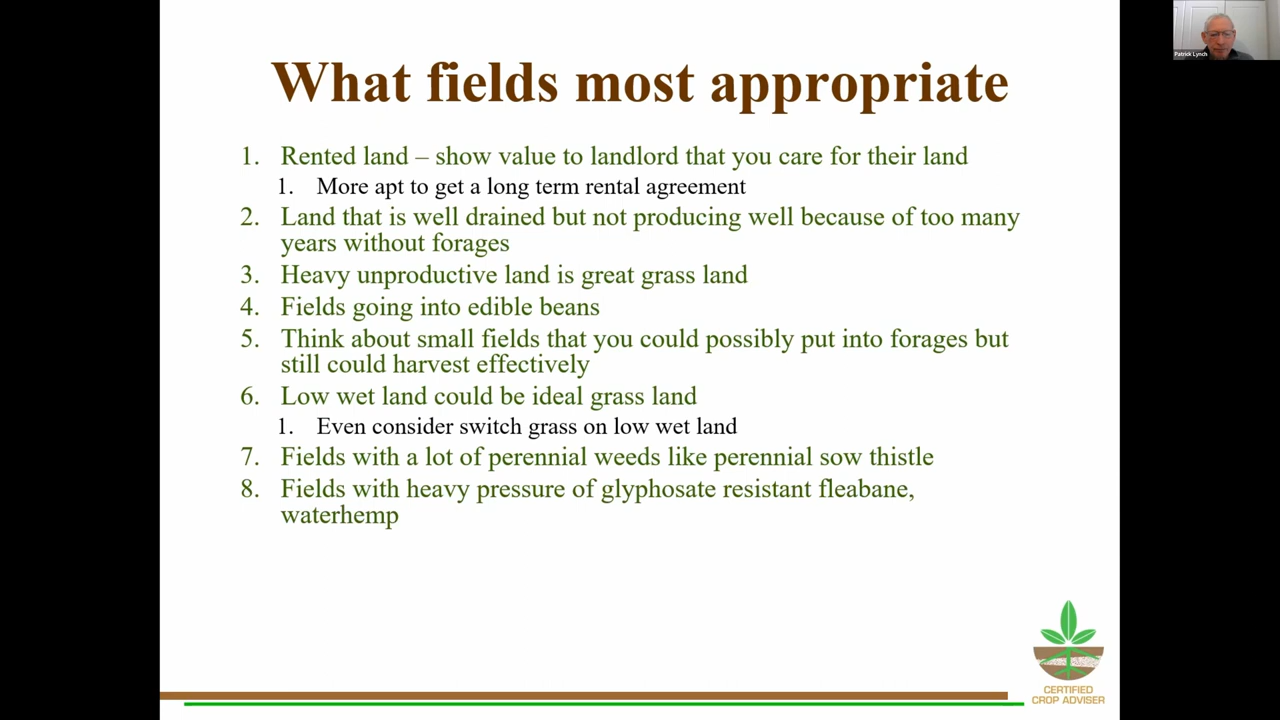 Patrick Lynch
What fields most appropriate
1. Rented land – show value to landlord that you care for their land
1. More apt to get a long term rental agreement
2. Land that is well drained but not producing well because of too many
years without forages
3. Heavy unproductive land is great grass land
4. Fields going into edible beans
5. Think about small fields that you could possibly put into forages but
still could harvest effectively
6. Low wet land could be ideal grass land
1. Even consider switch grass on low wet land
7. Fields with a lot of perennial weeds like perennial sow thistle
8. Fields with heavy pressure of glyphosate resistant fleabane,
waterhemp
CERTIFIED
CROP ADVISER